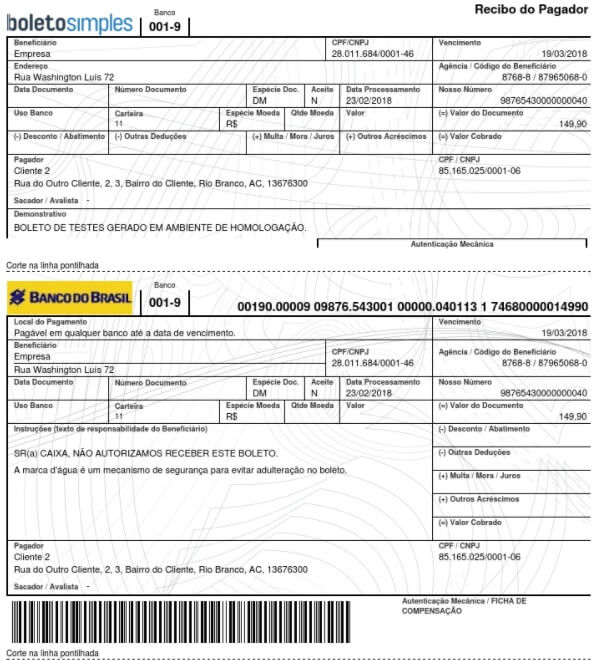 Recibo do Pagador
boletosimples
Banco
001-9
Beneficiário CPF/CNPJ Vencimento
Empresa 28.011.684/0001-46 19/03/2018
Endereço Agência / Código do Beneficiário
Rua Washington Luis 72 8768-8 / 87965068-0
Data Documento Número Documento Espécie Doc. Aceite Data Processamento Nosso Número
DM N 23/02/2018 98765430000000040
Uso Banco Carteira Espécie Moeda Qtde Moeda Valor (=) Valor do Documento
11 R$ 149,90
(-) Desconto / Abatimento (-) Outras Deduções (+) Multa / Mora / Juros (+) Outros Acréscimos (=) Valor Cobrado
Pagador CPF / CNPJ
Cliente 2 85.165.025/0001-06
Rua do Outro Cliente, 2, 3, Bairro do Cliente, Rio Branco, AC, 13676300
Sacador / Avalista -
Demonstrativo
BOLETO DE TESTES GERADO EM AMBIENTE DE HOMOLOGAÇÃO.
Autenticação Mecânica
Corte na linha pontilhada
BANCO DO BRASIL
Banco
001-9
00190.00009 09876.543001 00000.040113 1 74680000014990
Local do Pagamento Vencimento
Pagável em qualquer banco até a data de vencimento. 19/03/2018
Beneficiário CPF/CNPJ Agência / Código do Beneficiário
Empresa 28.011.684/0001-46 8768-8 / 87965068-0
Rua Washington Luis 72
Data Documento Número Documento Espécie Doc. Aceite Data Processamento Nosso Número
DM N 23/02/2018 98765430000000040
Uso Banco Carteira Espécie Moeda Qtde Moeda Valor (=) Valor do Documento
11 R$ 149,90
Instruções (texto de responsabilidade do Beneficiário) (-) Desconto / Abatimento
SR(a) CAIXA, NÃO AUTORIZAMOS RECEBER ESTE BOLETO. (-) Outras Deduções
A marca d'água é um mecanismo de segurança para evitar adulteração no boleto.
(+) Multa / Mora / Juros
(+) Outros Acréscimos
(=) Valor Cobrado
Pagador CPF / CNPJ
Cliente 2 85.165.025/0001-06
Rua do Outro Cliente, 2, 3, Bairro do Cliente, Rio Branco, AC, 13676300
Sacador / Avalista -
Autenticação Mecânica / FICHA DE
COMPENSAÇÃO
Corte na linha pontilhada